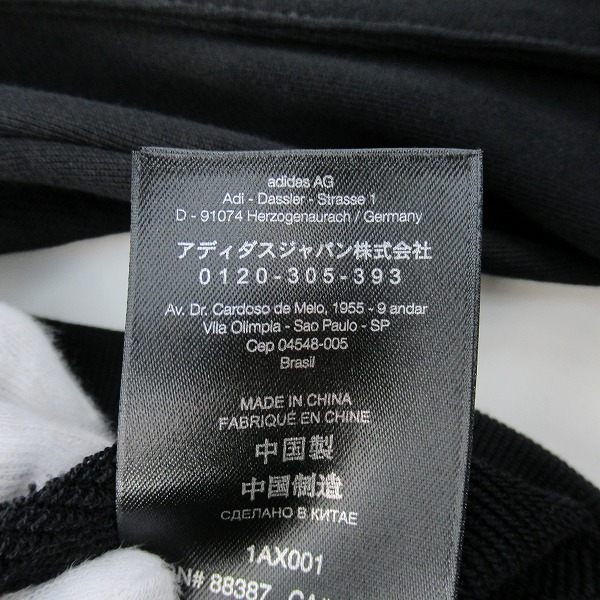 adidas AG
Adi - Dassler - Strasse 1
D - 91074 Herzogenaurach / Germany
アディダスジャパン株式会社
0120-305-393
Av. Dr. Cardoso de Melo, 1955 - 9 andar
Vila Olimpia - Sao Paulo - SP
Cep 04548-005
Brasil
MADE IN CHINA
FABRIQUÉ EN CHINE
中国製
中国制造
СДЕЛАНО В КИТАЕ
1AX001
RN# 88387